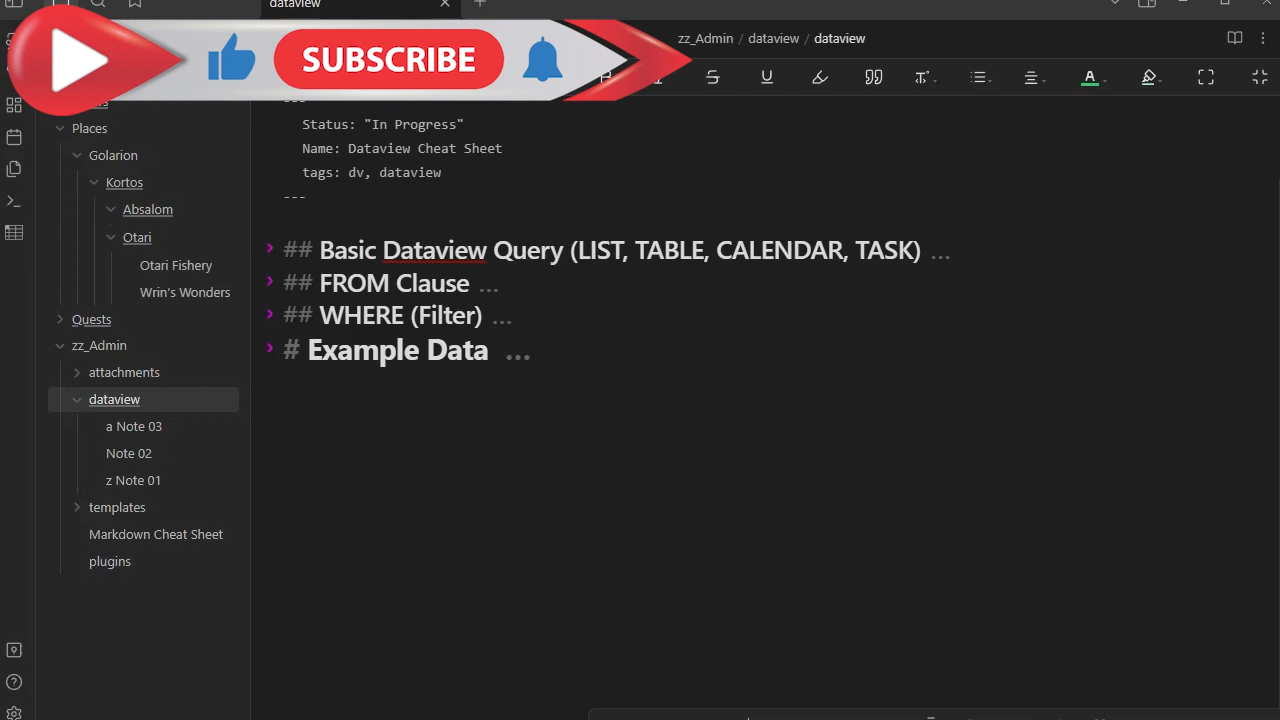 dataview
SUBSCRIBE
zz_Admin / dataview / dataview
Places
Golarion
Kortos
Absalom
Otari
Otari Fishery
Wrin's Wonders
Quests
zz_Admin
attachments
dataview
a Note 03
Note 02
z Note 01
templates
Markdown Cheat Sheet
plugins
---
Status: "In Progress"
Name: Dataview Cheat Sheet
tags: dv, dataview
---
## Basic Dataview Query (LIST, TABLE, CALENDAR, TASK) ...
## FROM Clause ...
## WHERE (Filter) ...
# Example Data ...